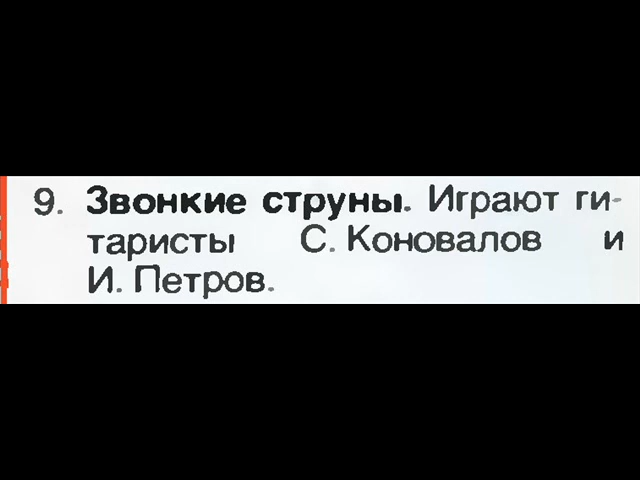 9. Звонкие струны. Играют ги-
таристы С. Коновалов и
И. Петров.